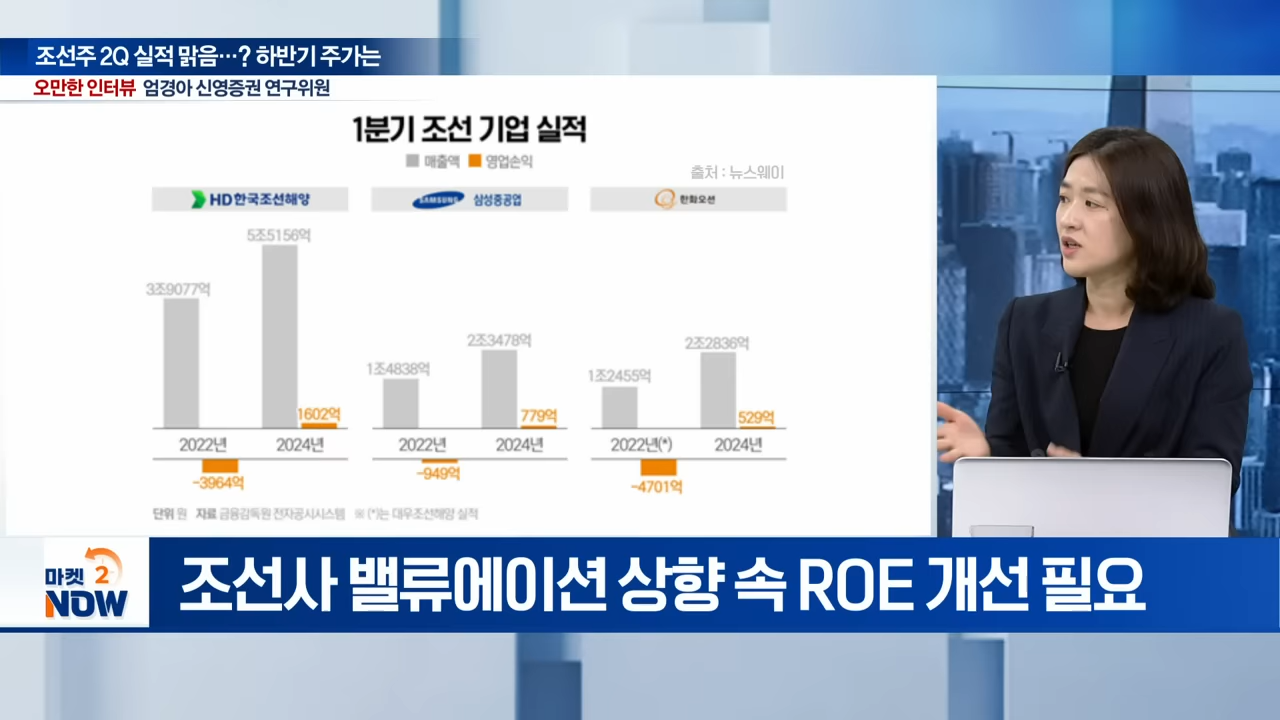 조선주 2Q 실적 맑음…? 하반기 주가는
오만한 인터뷰 엄경아 신영증권 연구위원
1분기 조선 기업 실적
매출액 영업손익
출처 : 뉴스웨이
HD한국조선해양
SAMSUNG 삼성중공업
한화오션
3조9077억
5조5156억
1602억
2022년 2024년
-3964억
1조4838억
2조3478억
779억
2022년 2024년
-949억
1조2455억
2조2836억
529억
2022년(*) 2024년
-4701억
단위 원 자료 금융감독원 전자공시시스템 ※(*)는 대우조선해양 실적
마켓 2
NOW
조선사 밸류에이션 상향 속 ROE 개선 필요